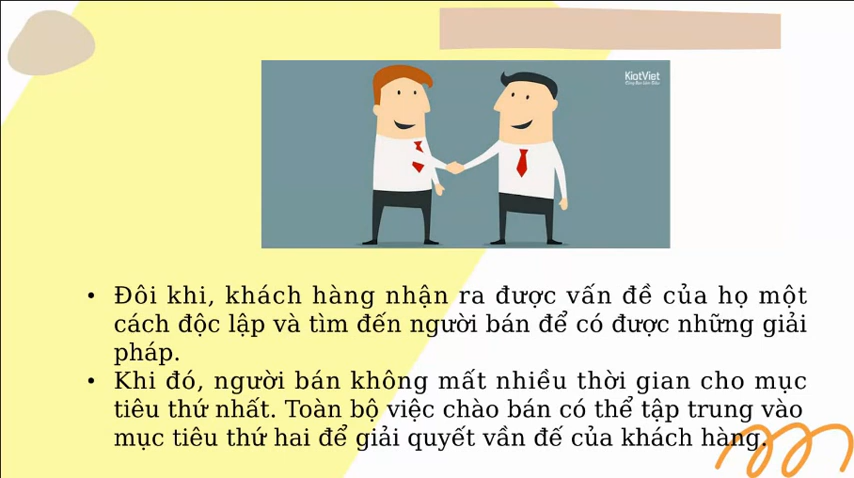 KiotViet
• Đôi khi, khách hàng nhận ra được vấn đề của họ một
cách độc lập và tìm đến người bán để có được những giải
pháp.
• Khi đó, người bán không mất nhiều thời gian cho mục
tiêu thứ nhất. Toàn bộ việc chào bán có thể tập trung vào
mục tiêu thứ hai để giải quyết vần đế của khách hàng.